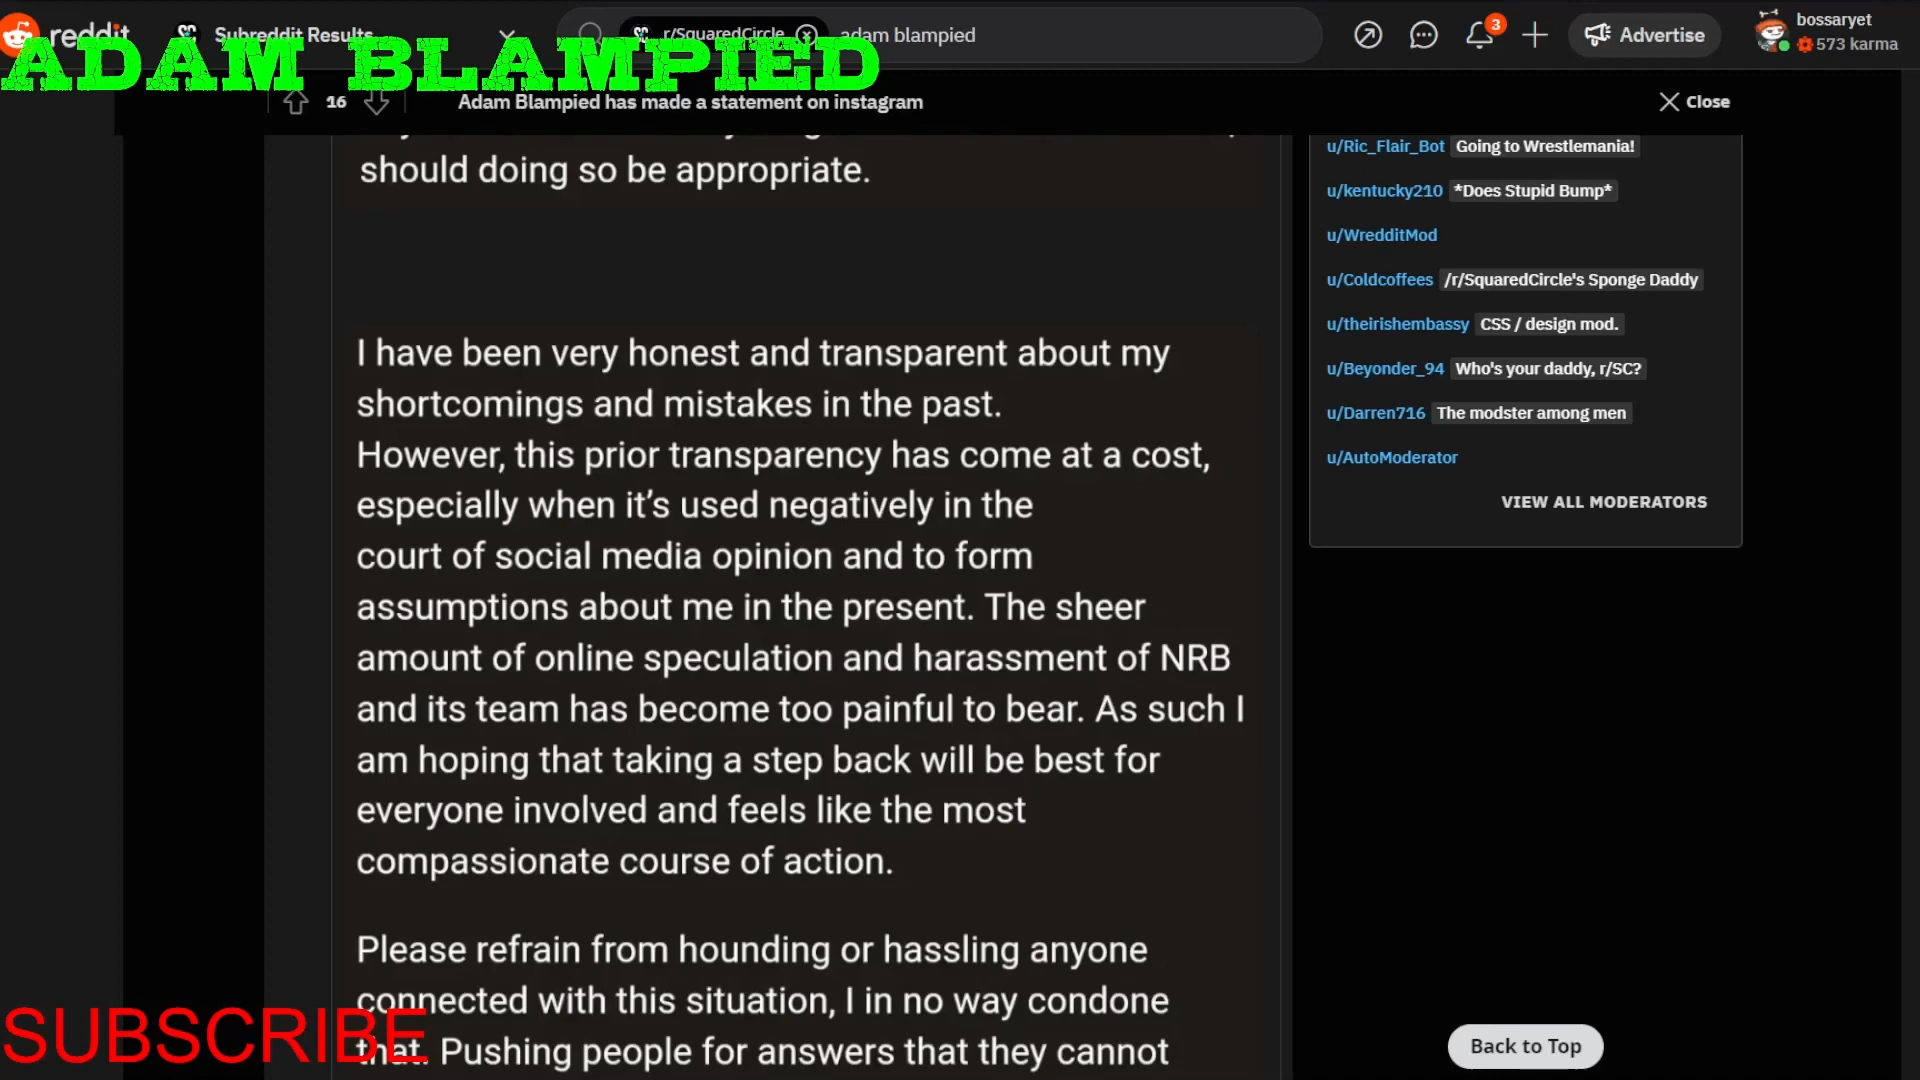 reddit
Subreddit Results
r/SquaredCircle
adam blampied
3
Advertise
bossaryet
573 karma
ADAM BLAMPIED
16
Adam Blampied has made a statement on instagram
Close
should doing so be appropriate.
I have been very honest and transparent about my
shortcomings and mistakes in the past.
However, this prior transparency has come at a cost,
especially when it's used negatively in the
court of social media opinion and to form
assumptions about me in the present. The sheer
amount of online speculation and harassment of NRB
and its team has become too painful to bear. As such I
am hoping that taking a step back will be best for
everyone involved and feels like the most
compassionate course of action.
Please refrain from hounding or hassling anyone
connected with this situation, I in no way condone
that. Pushing people for answers that they cannot
u/Ric_Flair_Bot Going to Wrestlemania!
u/kentucky210 *Does Stupid Bump*
u/WredditMod
u/Coldcoffees /r/SquaredCircle's Sponge Daddy
u/theirishembassy CSS / design mod.
u/Beyonder_94 Who's your daddy, r/SC?
u/Darren716 The modster among men
u/AutoModerator
VIEW ALL MODERATORS
SUBSCRIBE
Back to Top